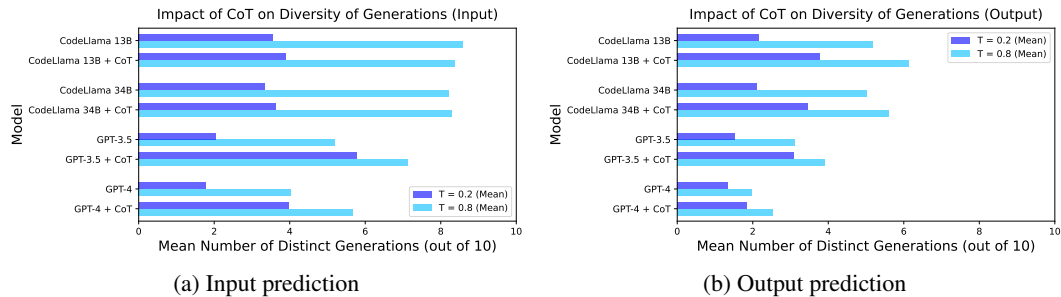 Impact of CoT on Diversity of Generations (Input)
Model
CodeLlama 13B
CodeLlama 13B + CoT
CodeLlama 34B
CodeLlama 34B + CoT
GPT-3.5
GPT-3.5 + CoT
GPT-4
GPT-4 + CoT
T = 0.2 (Mean)
T = 0.8 (Mean)
0 2 4 6 8 10
Mean Number of Distinct Generations (out of 10)
(a) Input prediction
Impact of CoT on Diversity of Generations (Output)
Model
CodeLlama 13B
CodeLlama 13B + CoT
CodeLlama 34B
CodeLlama 34B + CoT
GPT-3.5
GPT-3.5 + CoT
GPT-4
GPT-4 + CoT
T = 0.2 (Mean)
T = 0.8 (Mean)
0 2 4 6 8 10
Mean Number of Distinct Generations (out of 10)
(b) Output prediction